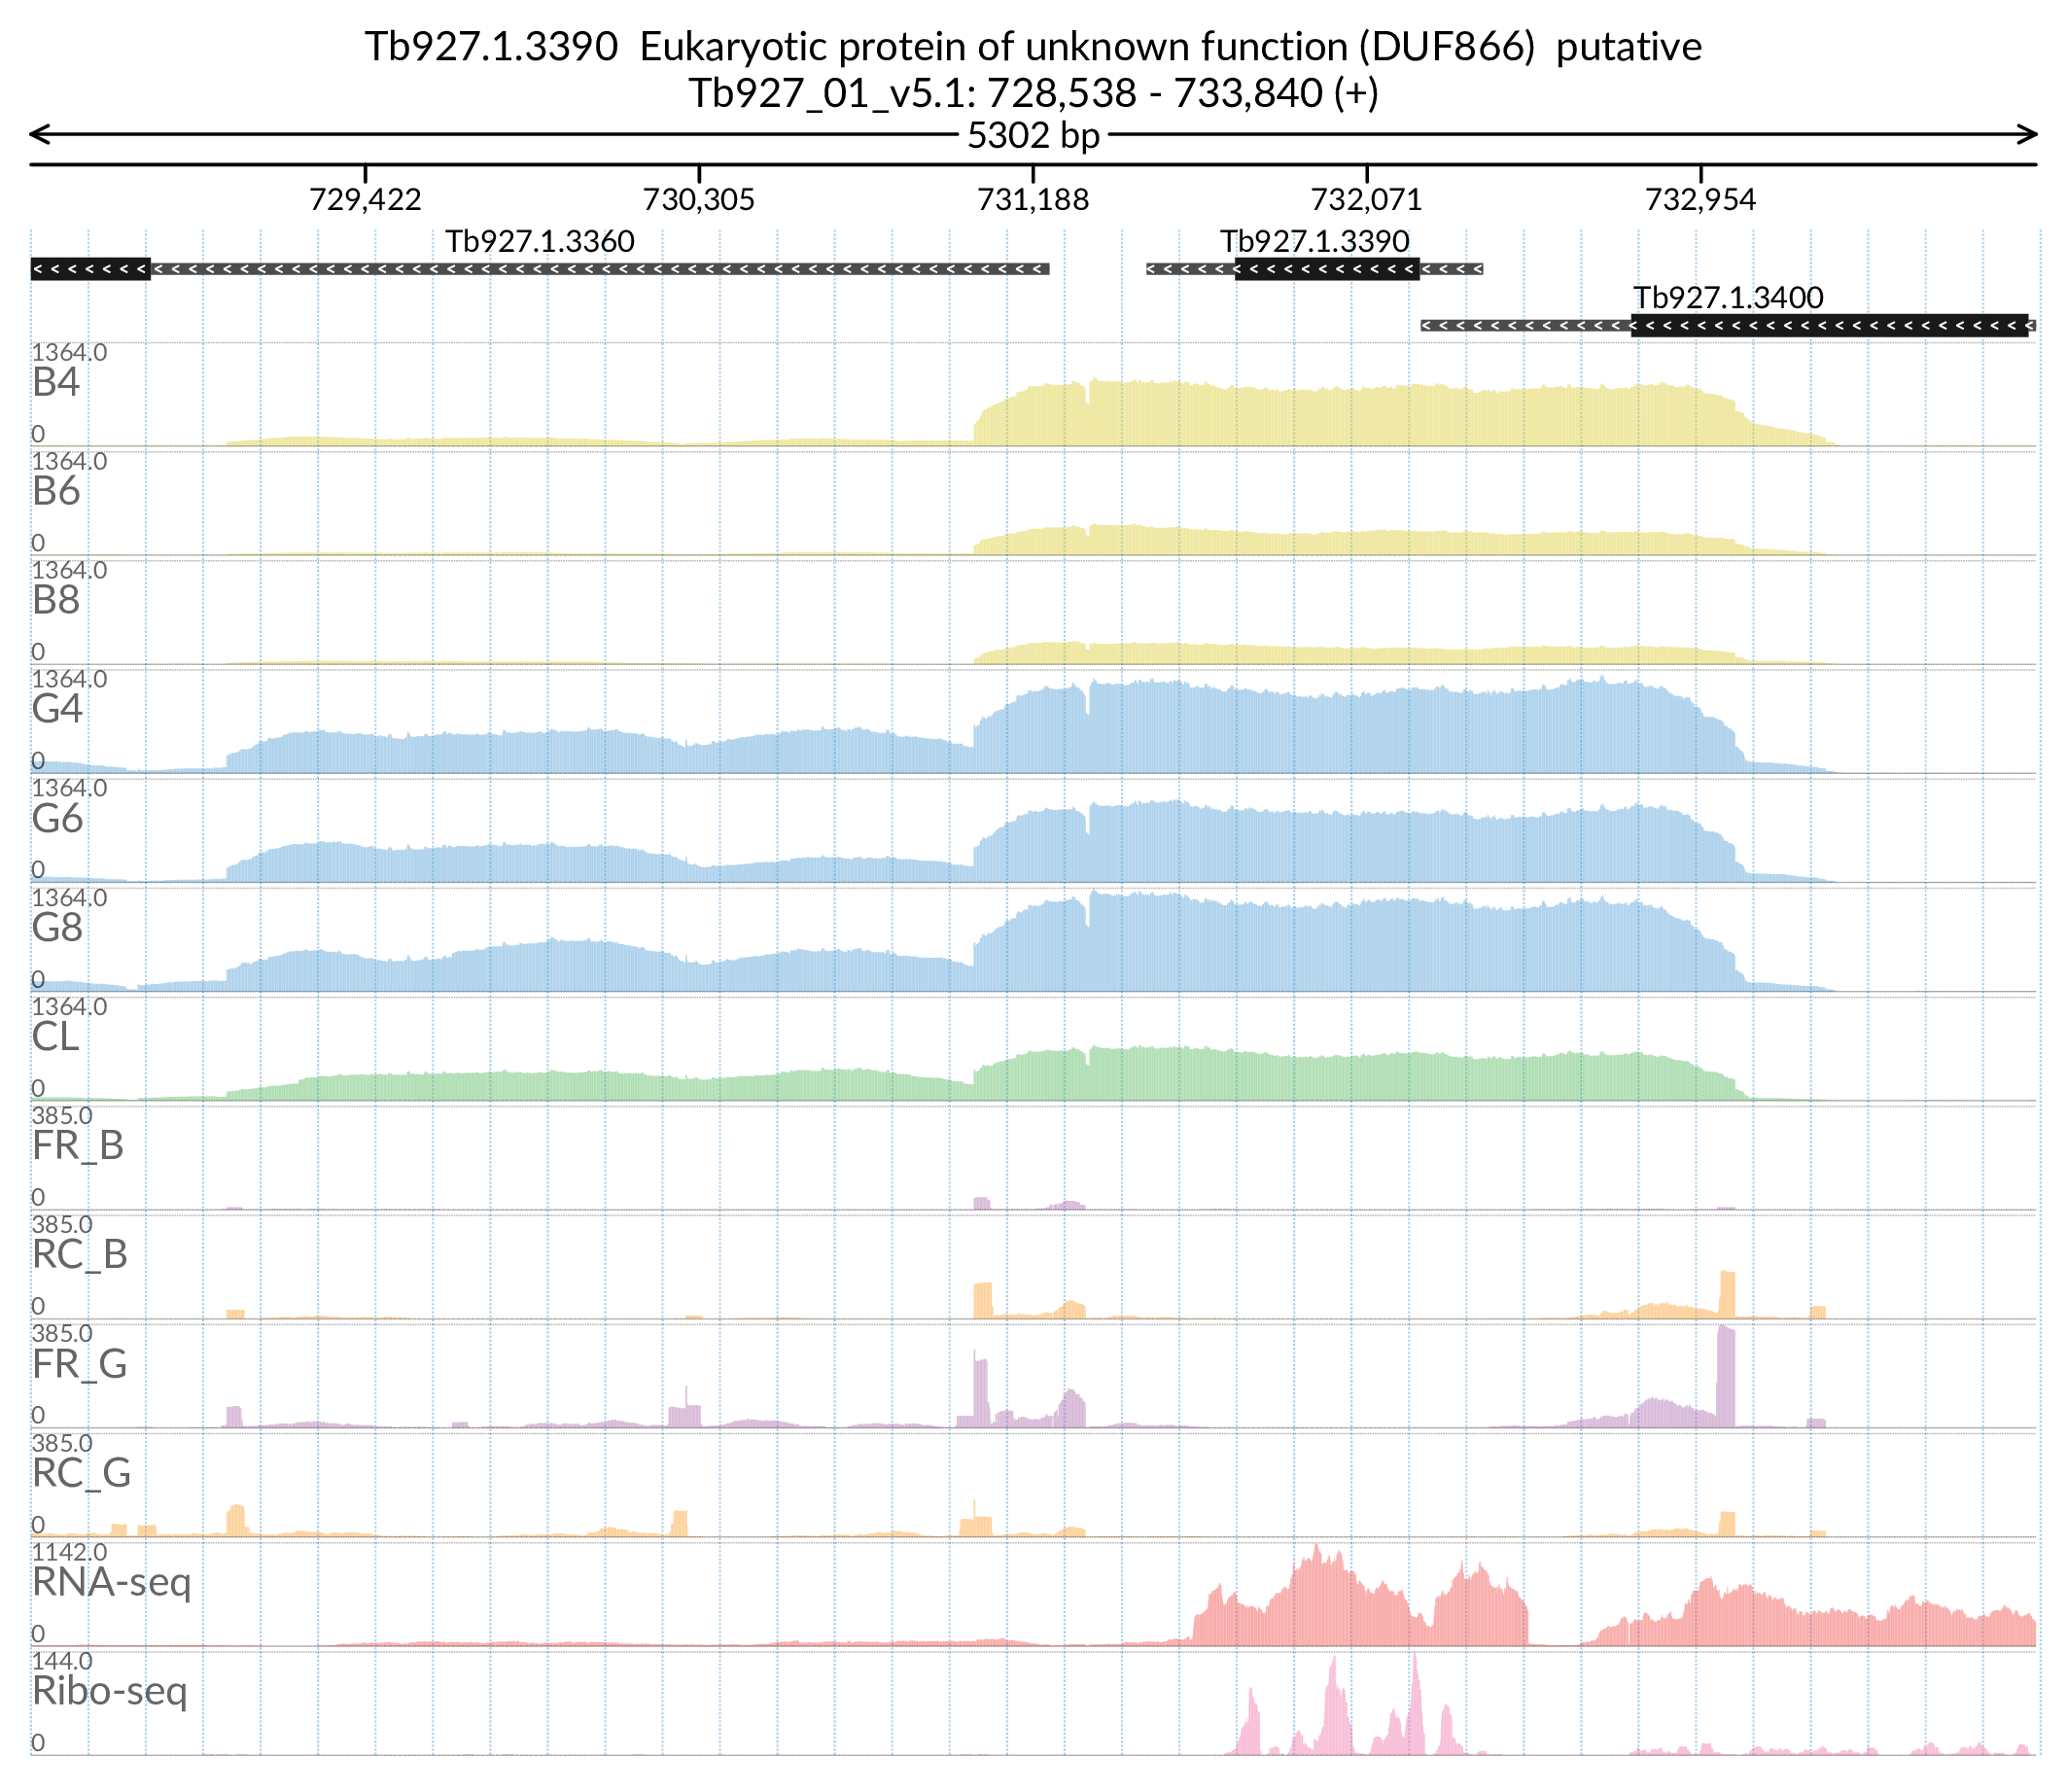 Tb927.1.3390 Eukaryotic protein of unknown function (DUF866) putative
Tb927_01_v5.1: 728,538 - 733,840 (+)
5302 bp
729,422 730,305 731,188 732,071 732,954
Tb927.1.3360 Tb927.1.3390
Tb927.1.3400
1364.0
B4
0
1364.0
B6
0
1364.0
B8
0
1364.0
G4
0
1364.0
G6
0
1364.0
G8
0
1364.0
CL
0
385.0
FR_B
0
385.0
RC_B
0
385.0
FR_G
0
385.0
RC_G
0
1142.0
RNA-seq
0
144.0
Ribo-seq
0